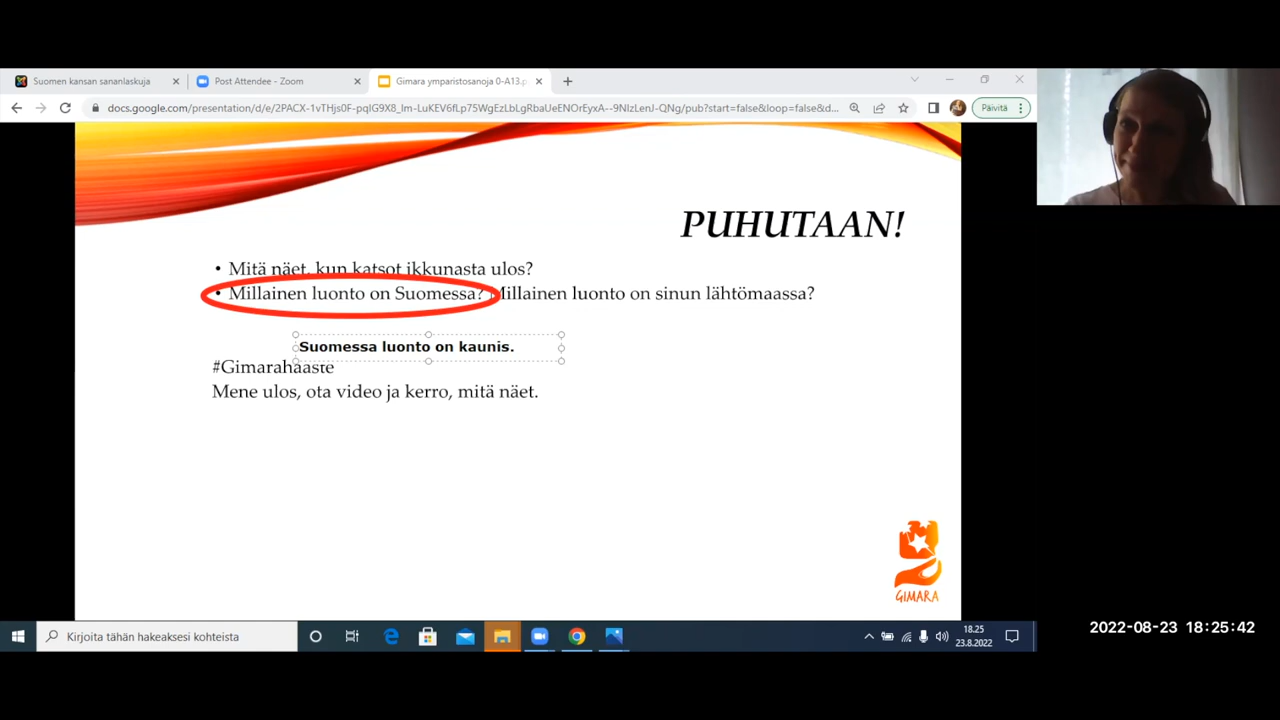 Suomen kansan sananlaskuja
Post Attendee - Zoom
Gimara ymparistosanoja 0-A13.p
docs.google.com/presentation/d/e/2PACX-1vTHjs0F-pqIG9X8_Im-LuKEV6fLp75WgEzLbLgRbaUeENOrEyxA--9NIzLenJ-QNg/pub?start=false&loop=false&d...
Päivitä
PUHUTAAN!
• Mitä näet, kun katsot ikkunasta ulos?
• Millainen luonto on Suomessa? Millainen luonto on sinun lähtömaassa?
Suomessa luonto on kaunis.
#Gimarahaaste
Mene ulos, ota video ja kerro, mitä näet.
GIMARA
Kirjoita tähän hakeaksesi kohteista
18.25
23.8.2022
2022-08-23 18:25:42